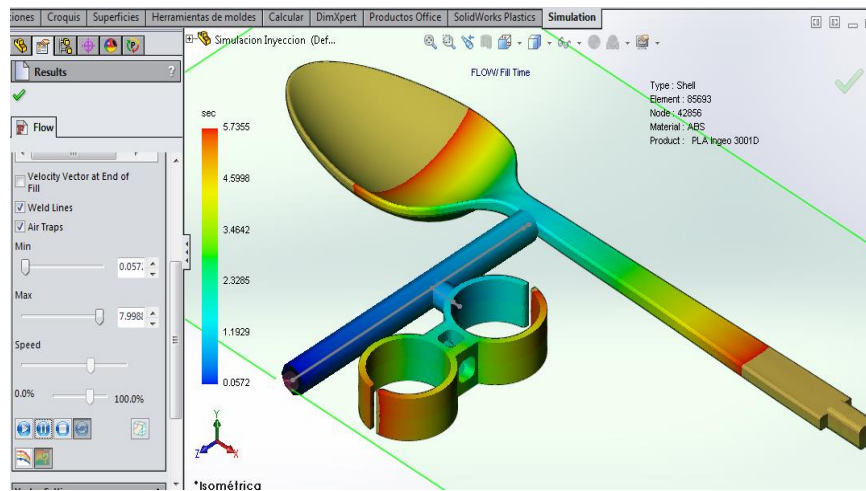 ciones Croquis Superficies Herramientas de moldes Calcular DimXpert Productos Office SolidWorks Plastics Simulation
Simulacion Inyeccion (Def...
Results ?
Flow
Velocity Vector at End of
Fill
Weld Lines
Air Traps
Min
0.057
Max
7.998
Speed
0.0% 100.0%
FLOW/ Fill Time
Type : Shell
Element : 85693
Node : 42856
Material : ABS
Product : PLA Ingeo 3001D
sec
5.7355
4.5998
3.4642
2.3285
1.1929
0.0572
Y
Z X
*Isométrica